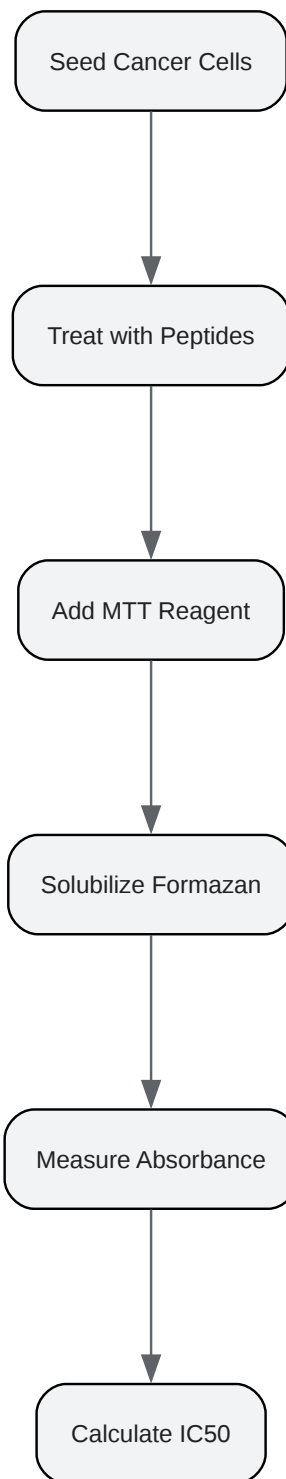 Seed Cancer Cells
Treat with Peptides
Add MTT Reagent
Solubilize Formazan
Measure Absorbance
Calculate IC50